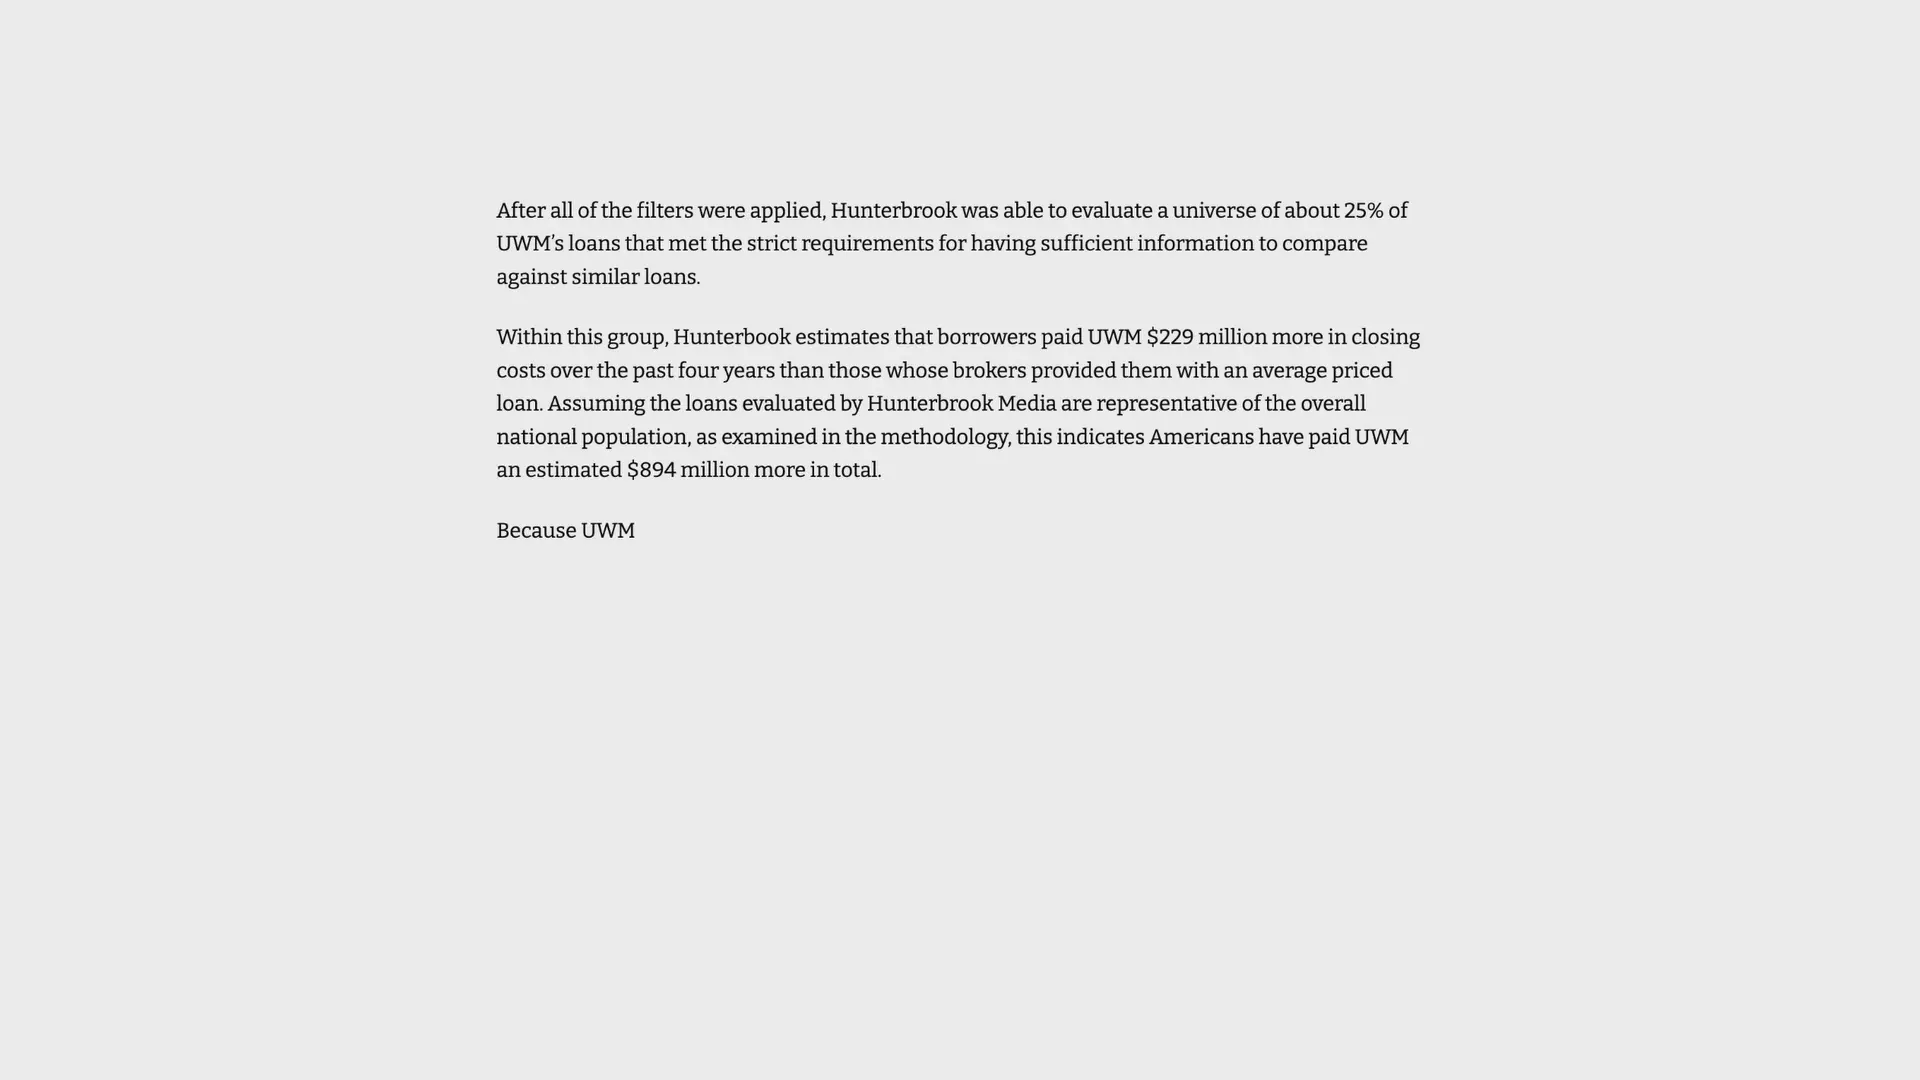 After all of the filters were applied, Hunterbrook was able to evaluate a universe of about 25% of
UWM’s loans that met the strict requirements for having sufficient information to compare
against similar loans.
Within this group, Hunterbook estimates that borrowers paid UWM $229 million more in closing
costs over the past four years than those whose brokers provided them with an average priced
loan. Assuming the loans evaluated by Hunterbrook Media are representative of the overall
national population, as examined in the methodology, this indicates Americans have paid UWM
an estimated $894 million more in total.
Because UWM